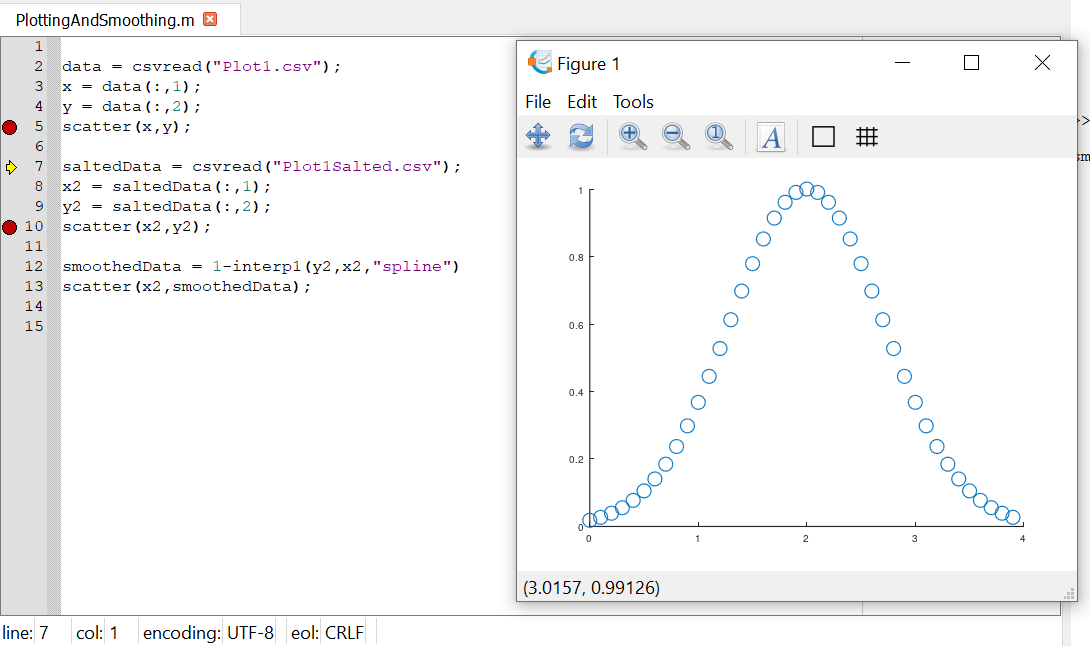 PlottingAndSmoothing.m
1
2 data = csvread("Plot1.csv");
3 x = data(:,1);
4 y = data(:,2);
5 scatter(x,y);
6
7 saltedData = csvread("Plot1Salted.csv");
8 x2 = saltedData(:,1);
9 y2 = saltedData(:,2);
10 scatter(x2,y2);
11
12 smoothedData = 1-interp1(y2,x2,"spline")
13 scatter(x2,smoothedData);
14
15
line: 7 col: 1 encoding: UTF-8 eol: CRLF
Figure 1
File Edit Tools
1 A
1
0.8
0.6
0.4
0.2
0
0 1 2 3 4
(3.0157, 0.99126)
>>